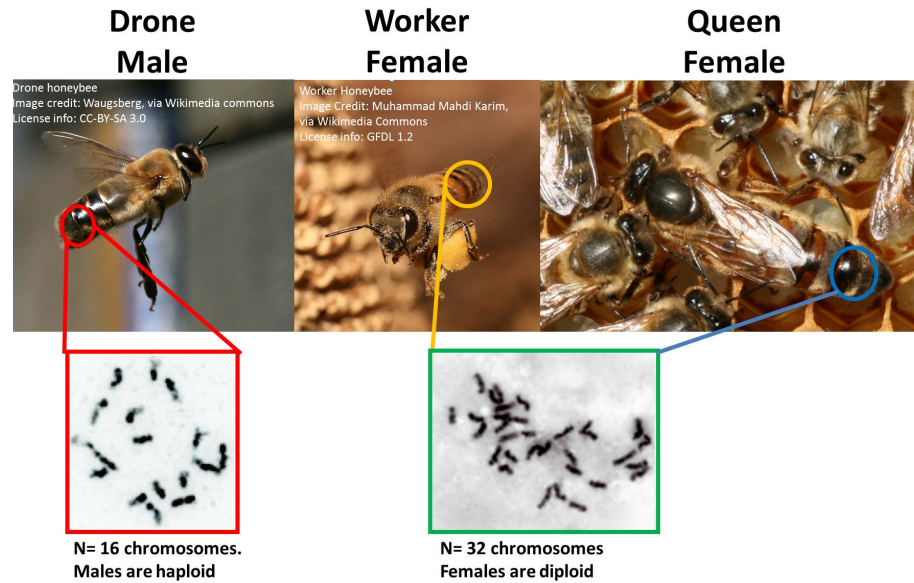 Drone
Male
Worker
Female
Queen
Female
Drone honeybee
Image credit: Waugsberg, via Wikimedia commons
License info: CC-BY-SA 3.0
Worker Honeybee
Image Credit: Muhammad Mahdi Karim,
via Wikimedia Commons
License info: GFDL 1.2
N= 16 chromosomes.
Males are haploid
N= 32 chromosomes
Females are diploid